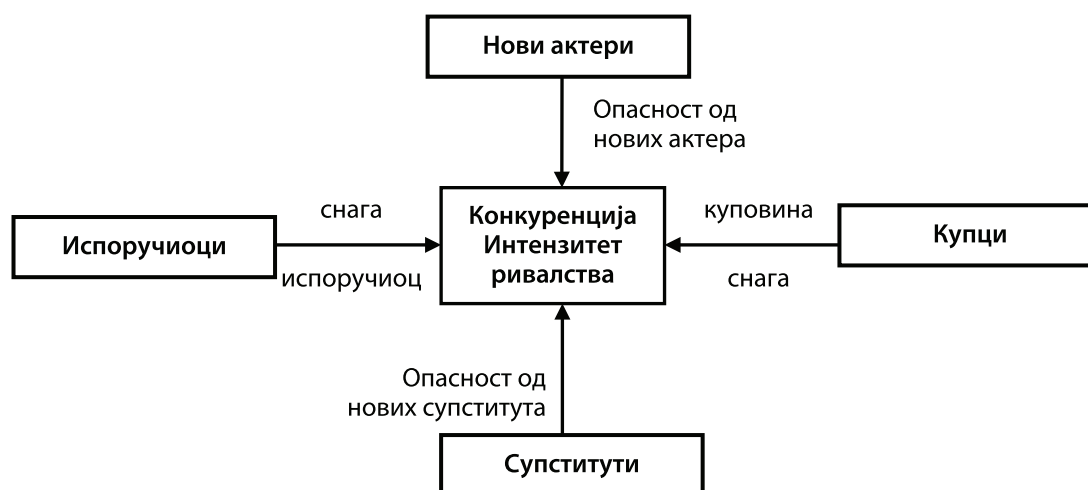 Нови актери
Опасност од
нових актера
снага
Испоручиоци
испоручиоц
Конкуренција
Интензитет
ривалства
куповина
Купци
снага
Опасност од
нових супститута
Супститути